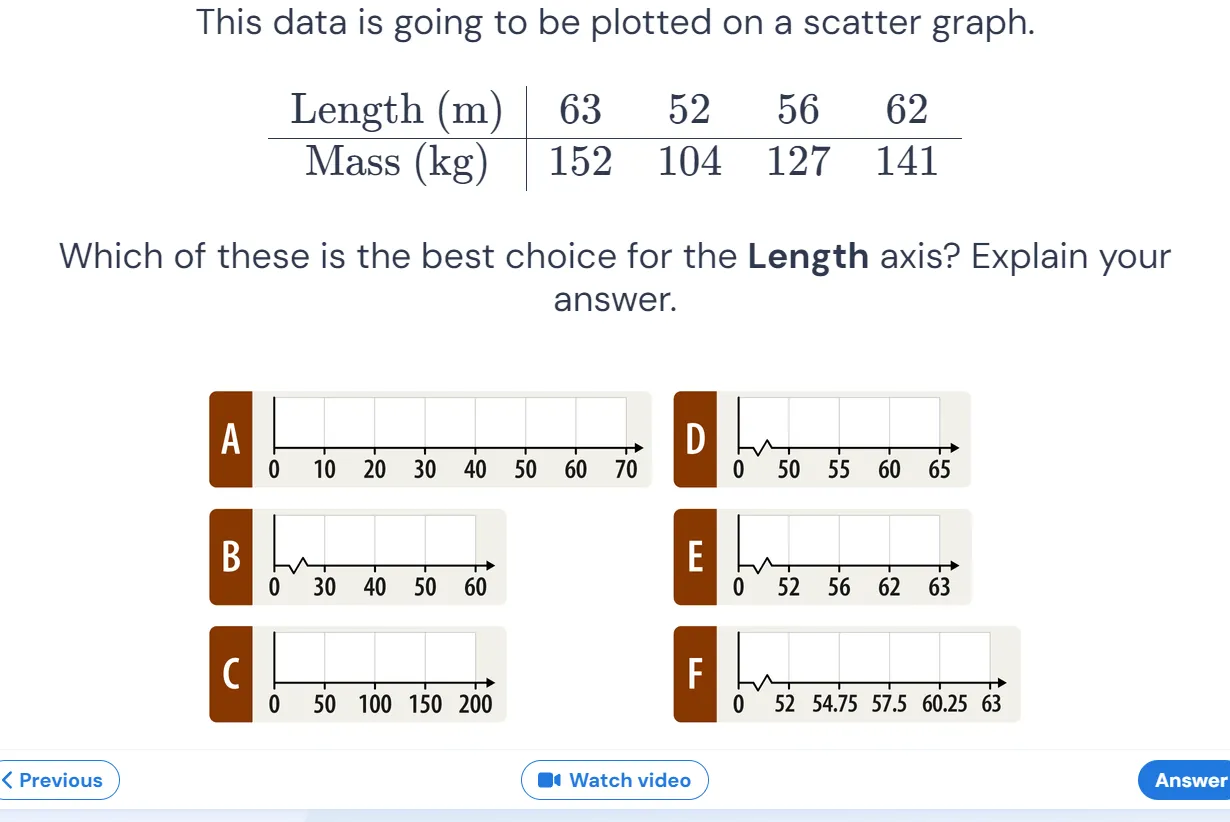 This data is going to be plotted on a scatter graph.
Length (m) 63 52 56 62
Mass (kg) 152 104 127 141
Which of these is the best choice for the Length axis? Explain your
answer.
A
0 10 20 30 40 50 60 70
D
0 50 55 60 65
B
0 30 40 50 60
E
0 52 56 62 63
C
0 50 100 150 200
F
0 52 54.75 57.5 60.25 63
Previous
Watch video
Answer